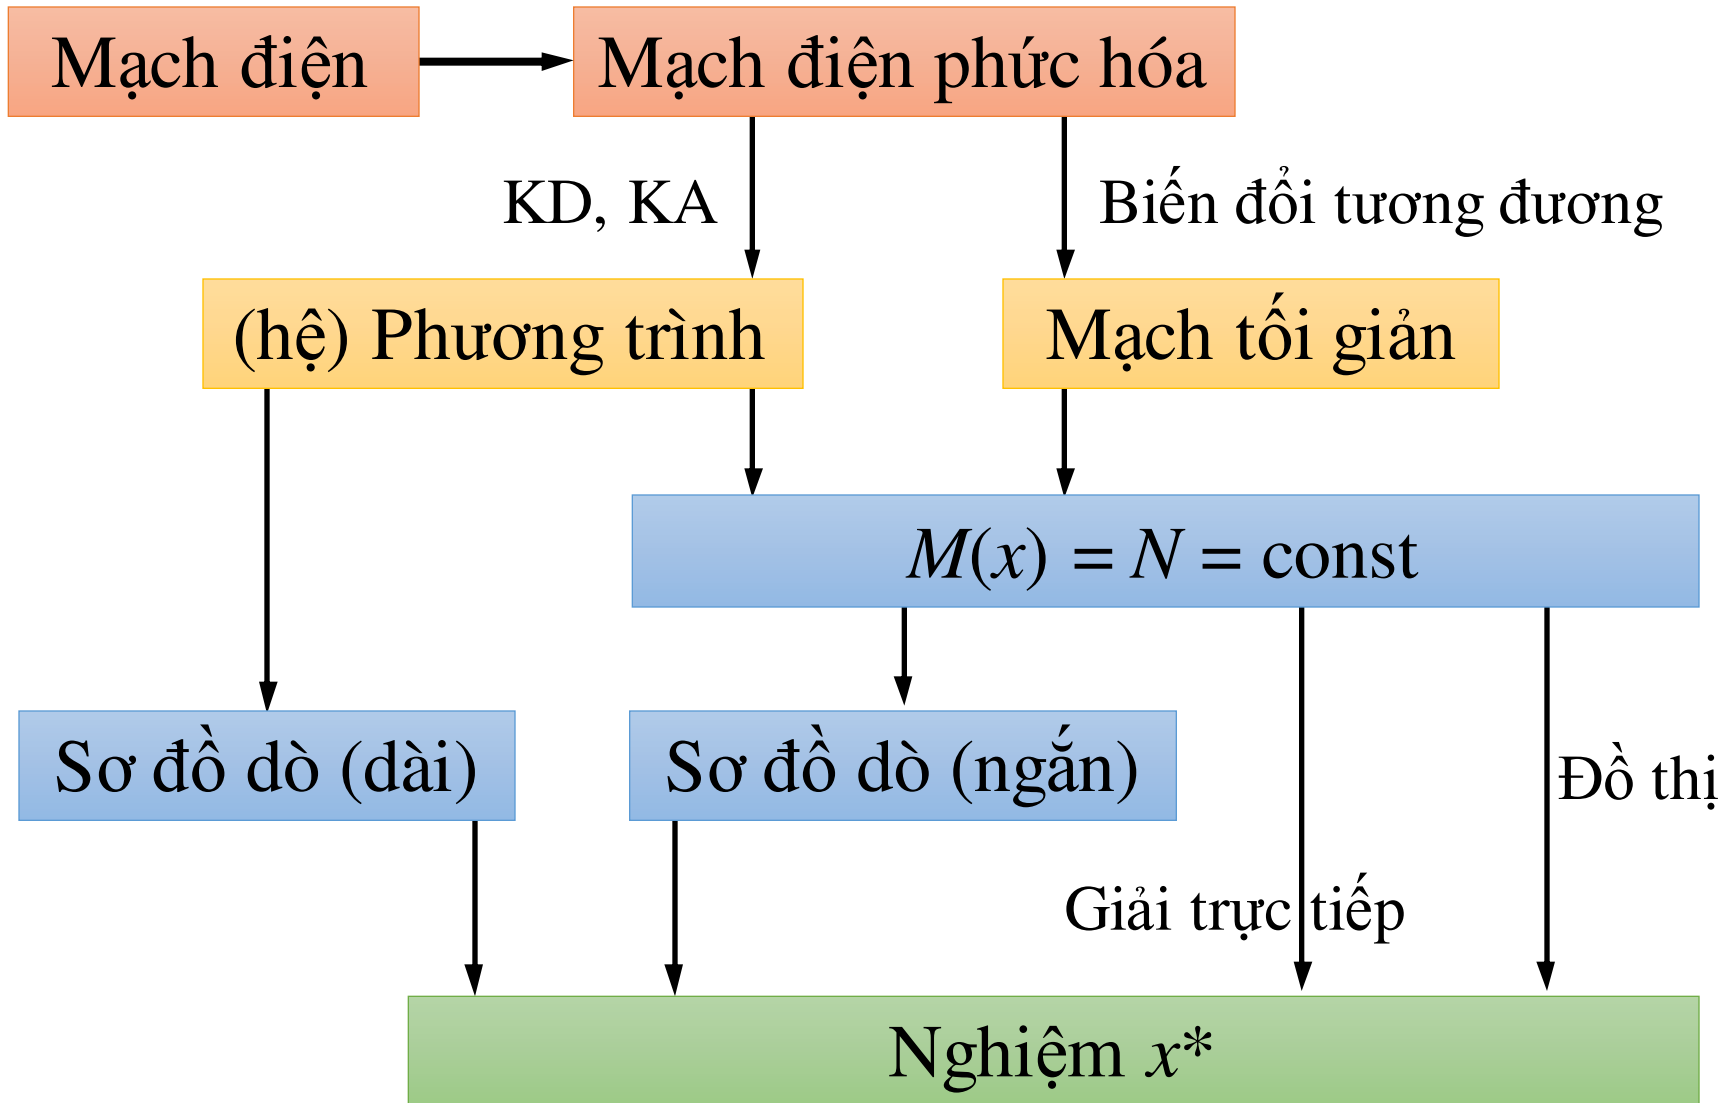 Mạch điện
Mạch điện phức hóa
KD, KA
Biến đổi tương đương
(hệ) Phương trình
Mạch tối giản
M(x) = N = const
Sơ đồ dò (dài)
Sơ đồ dò (ngắn)
Đồ thị
Giải trực tiếp
Nghiệm x*